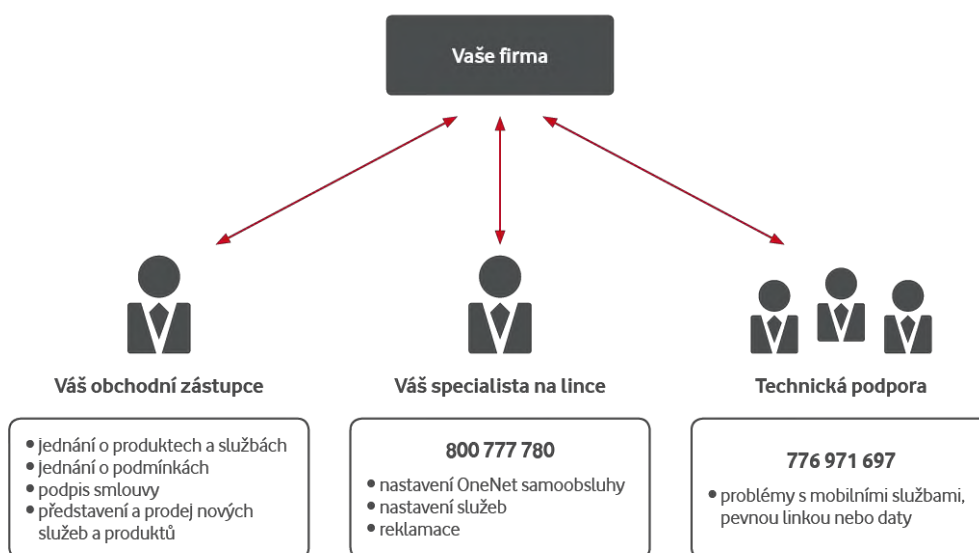 Vaše firma
Váš obchodní zástupce
• jednání o produktech a službách
• jednání o podmínkách
• podpis smlouvy
• představení a prodej nových
služeb a produktů
Váš specialista na lince
800 777 780
• nastavení OneNet samoobsluhy
• nastavení služeb
• reklamace
Technická podpora
776 971 697
• problémy s mobilními službami,
pevnou linkou nebo daty